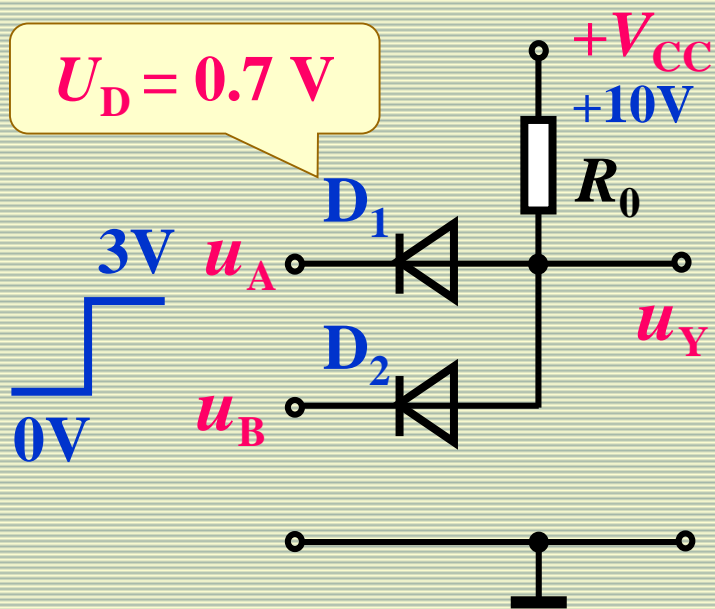 U_D = 0.7 V
+V_CC
+10V
R_0
D_1
3V
u_A
u_Y
D_2
u_B
0V